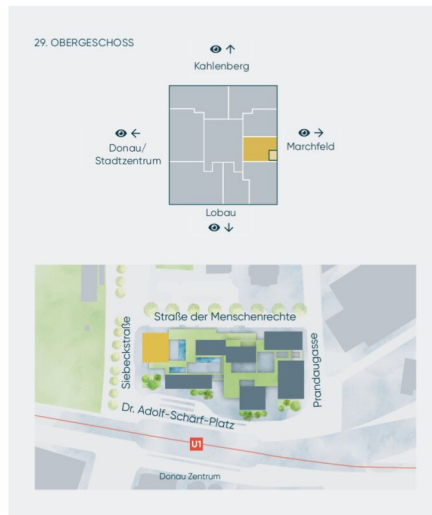 29. OBERGESCHOSS
Kahlenberg
Donau/
Stadtzentrum
Marchfeld
Lobau
Straße der Menschenrechte
Siebeckstraße
Prandaugasse
Dr. Adolf-Schärf-Platz
U1
Donau Zentrum